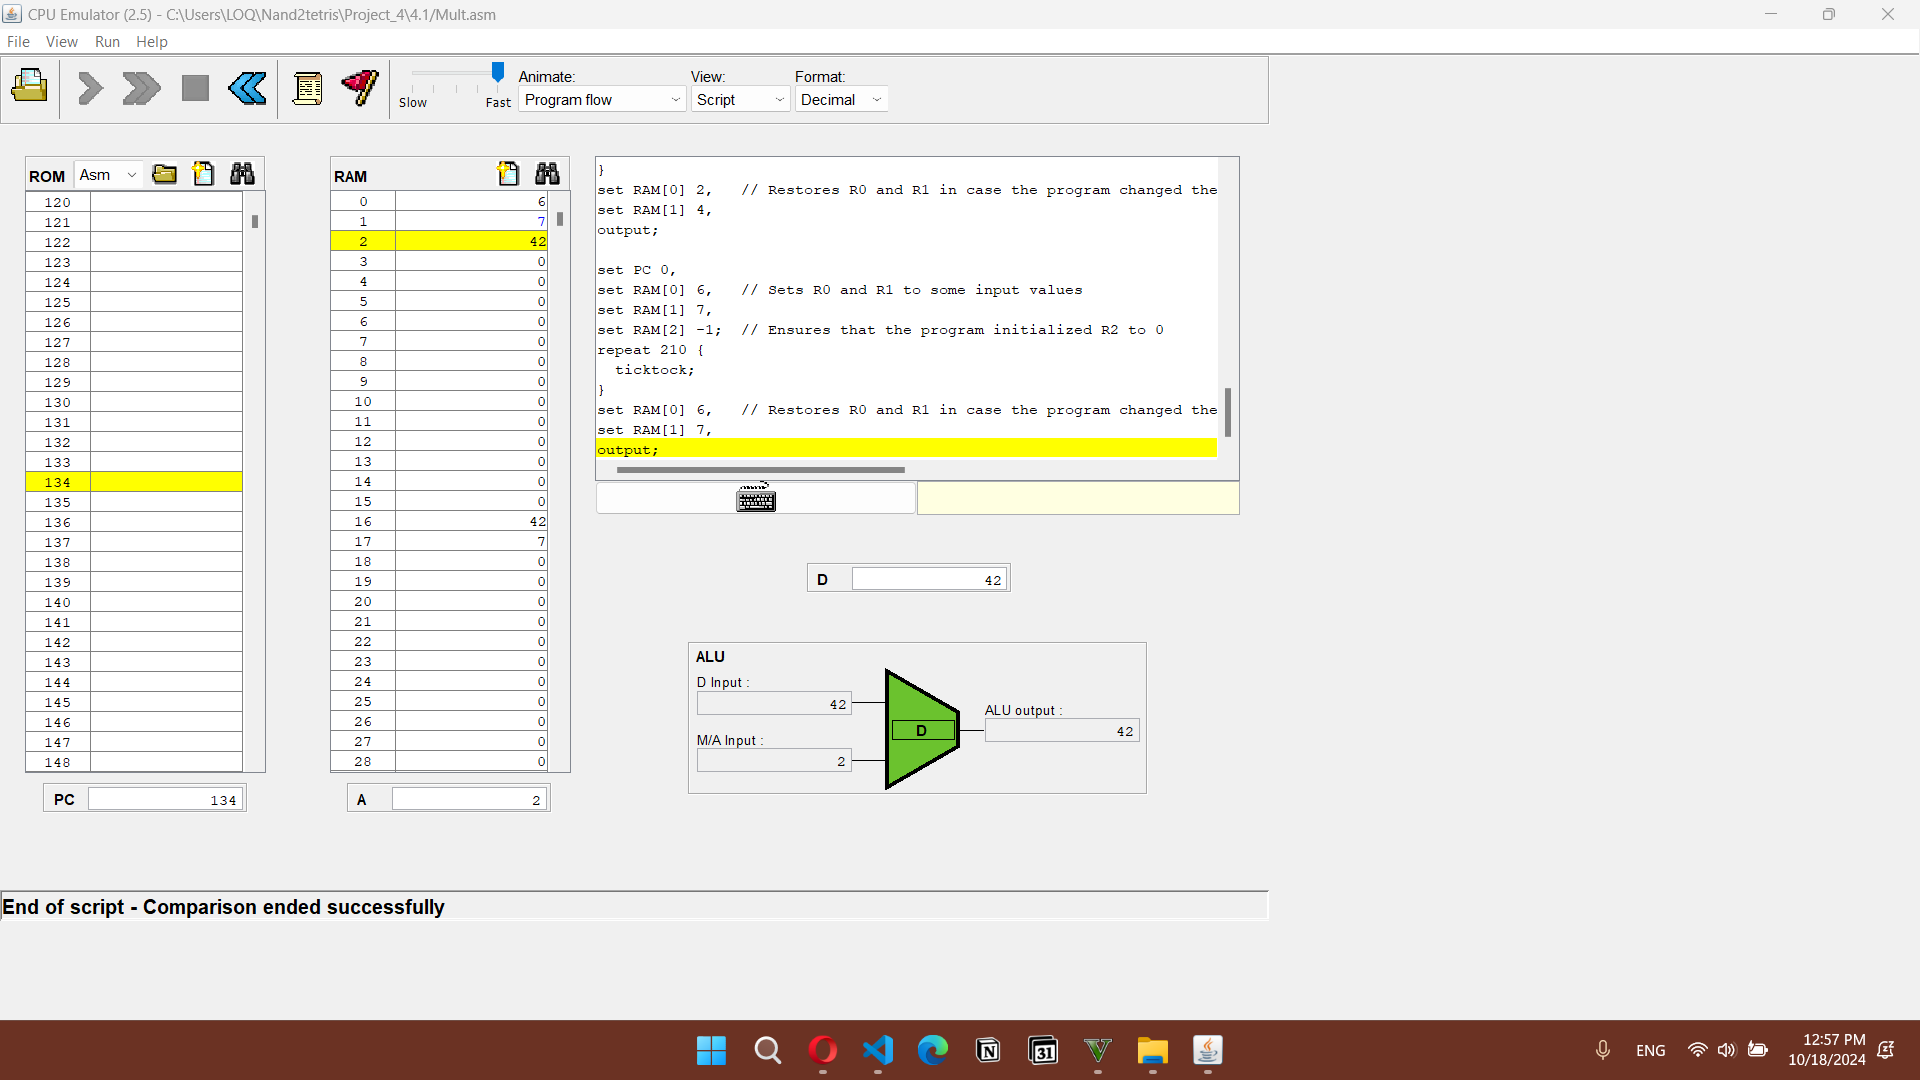 CPU Emulator (2.5) - C:\Users\LOQ\Nand2tetris\Project_4\4.1/Mult.asm
File View Run Help
Slow Fast
Animate:
Program flow
View:
Script
Format:
Decimal
ROM Asm
120
121
122
123
124
125
126
127
128
129
130
131
132
133
134
135
136
137
138
139
140
141
142
143
144
145
146
147
148
PC 134
RAM
0 6
1 7
2 42
3 0
4 0
5 0
6 0
7 0
8 0
9 0
10 0
11 0
12 0
13 0
14 0
15 0
16 42
17 7
18 0
19 0
20 0
21 0
22 0
23 0
24 0
25 0
26 0
27 0
28 0
A 2
}
set RAM[0] 2, // Restores R0 and R1 in case the program changed the
set RAM[1] 4,
output;
set PC 0,
set RAM[0] 6, // Sets R0 and R1 to some input values
set RAM[1] 7,
set RAM[2] -1; // Ensures that the program initialized R2 to 0
repeat 210 {
ticktock;
}
set RAM[0] 6, // Restores R0 and R1 in case the program changed the
set RAM[1] 7,
output;
D 42
ALU
D Input :
42
M/A Input :
2
D
ALU output :
42
End of script - Comparison ended successfully
N
31
V
ENG
12:57 PM
10/18/2024